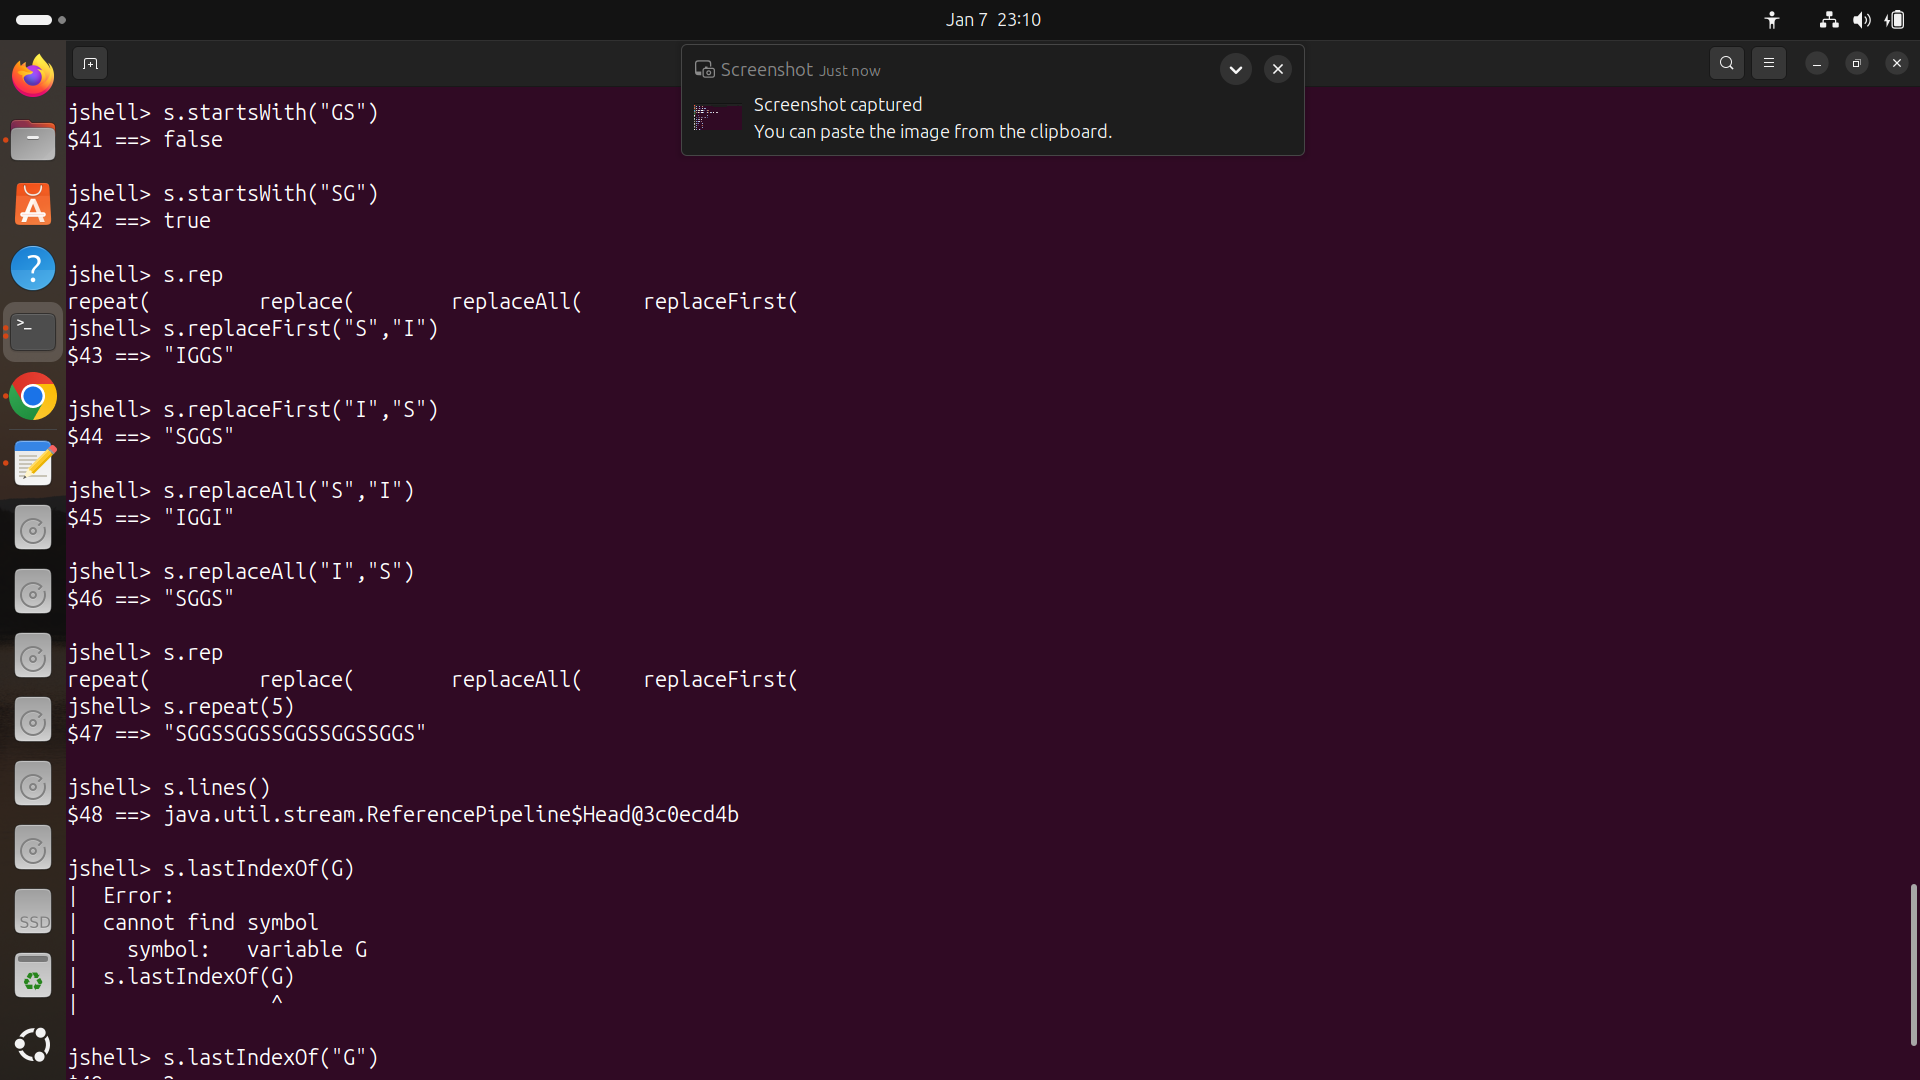 Jan 7 23:10
Screenshot Just now
Screenshot captured
You can paste the image from the clipboard.
jshell> s.startsWith("GS")
$41 ==> false
jshell> s.startsWith("SG")
$42 ==> true
jshell> s.rep
repeat( replace( replaceAll( replaceFirst(
jshell> s.replaceFirst("S","I")
$43 ==> "IGGS"
jshell> s.replaceFirst("I","S")
$44 ==> "SGGS"
jshell> s.replaceAll("S","I")
$45 ==> "IGGI"
jshell> s.replaceAll("I","S")
$46 ==> "SGGS"
jshell> s.rep
repeat( replace( replaceAll( replaceFirst(
jshell> s.repeat(5)
$47 ==> "SGGSSGGSSGGSSGGSSGGS"
jshell> s.lines()
$48 ==> java.util.stream.ReferencePipeline$Head@3c0ecd4b
jshell> s.lastIndexOf(G)
| Error:
| cannot find symbol
| symbol: variable G
| s.lastIndexOf(G)
| ^
jshell> s.lastIndexOf("G")
SSD